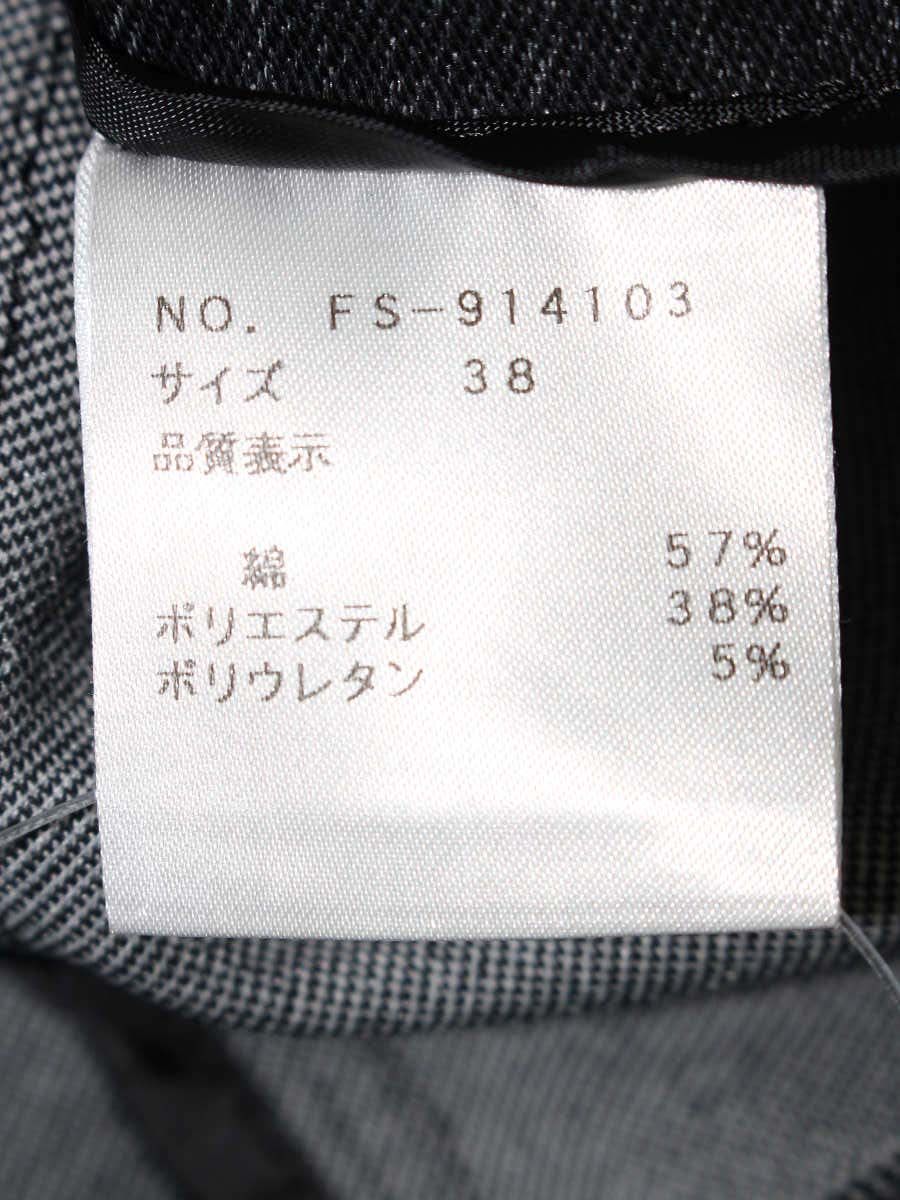 NO. FS-914103
サイズ 38
品質表示
綿 57%
ポリエステル 38%
ポリウレタン 5%